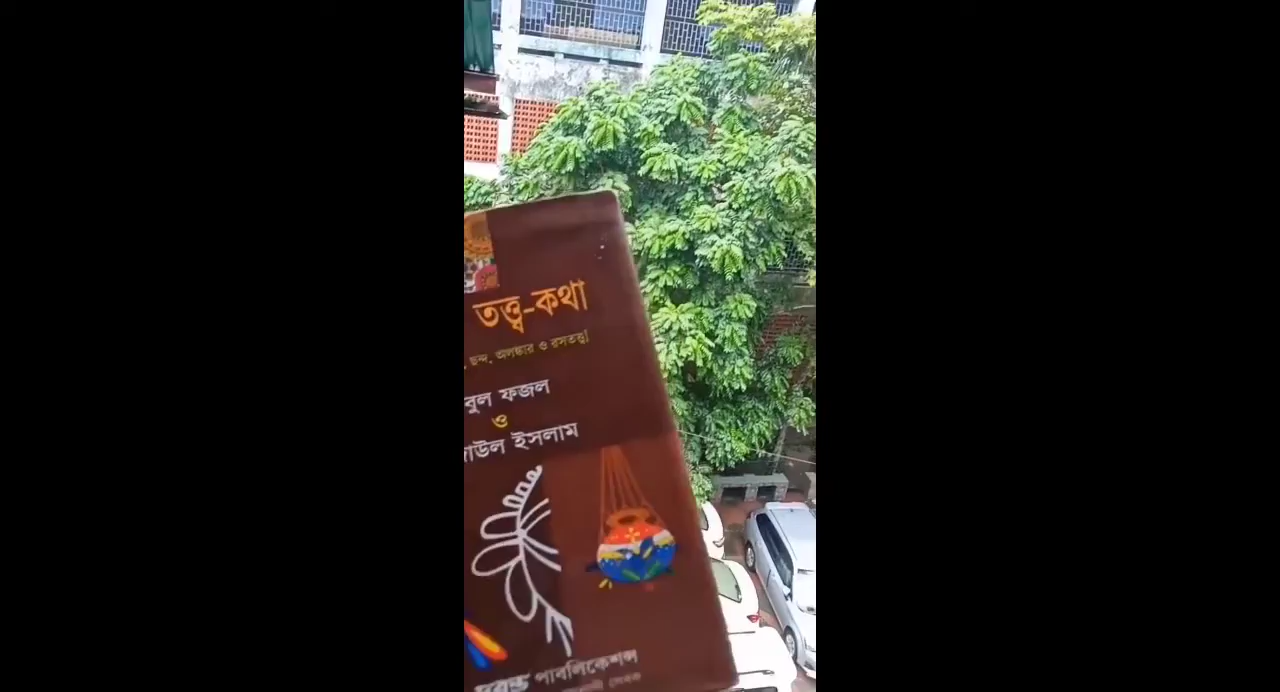 তত্ত্ব-কথা
ছন্দ, অলঙ্কার ও রসতত্ত্ব।
বুল ফজল
ও
াউল ইসলাম
পাবলিকেশন্স